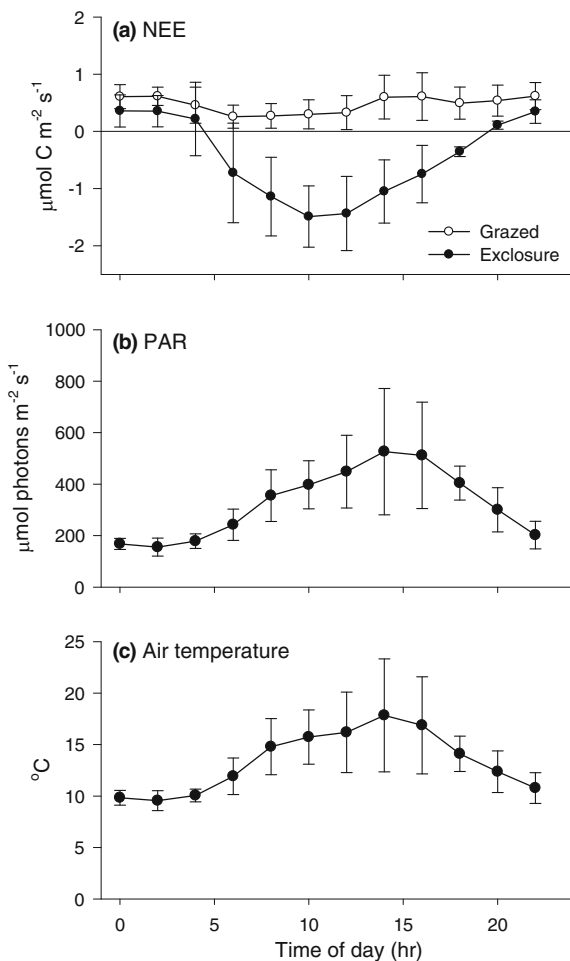 (a) NEE
2
1
0
-1
-2
μmol C m-2 s-1
Grazed
Exclosure
(b) PAR
1000
800
600
400
200
0
μmol photons m-2 s-1
(c) Air temperature
25
20
15
10
5
0
oC
0 5 10 15 20
Time of day (hr)